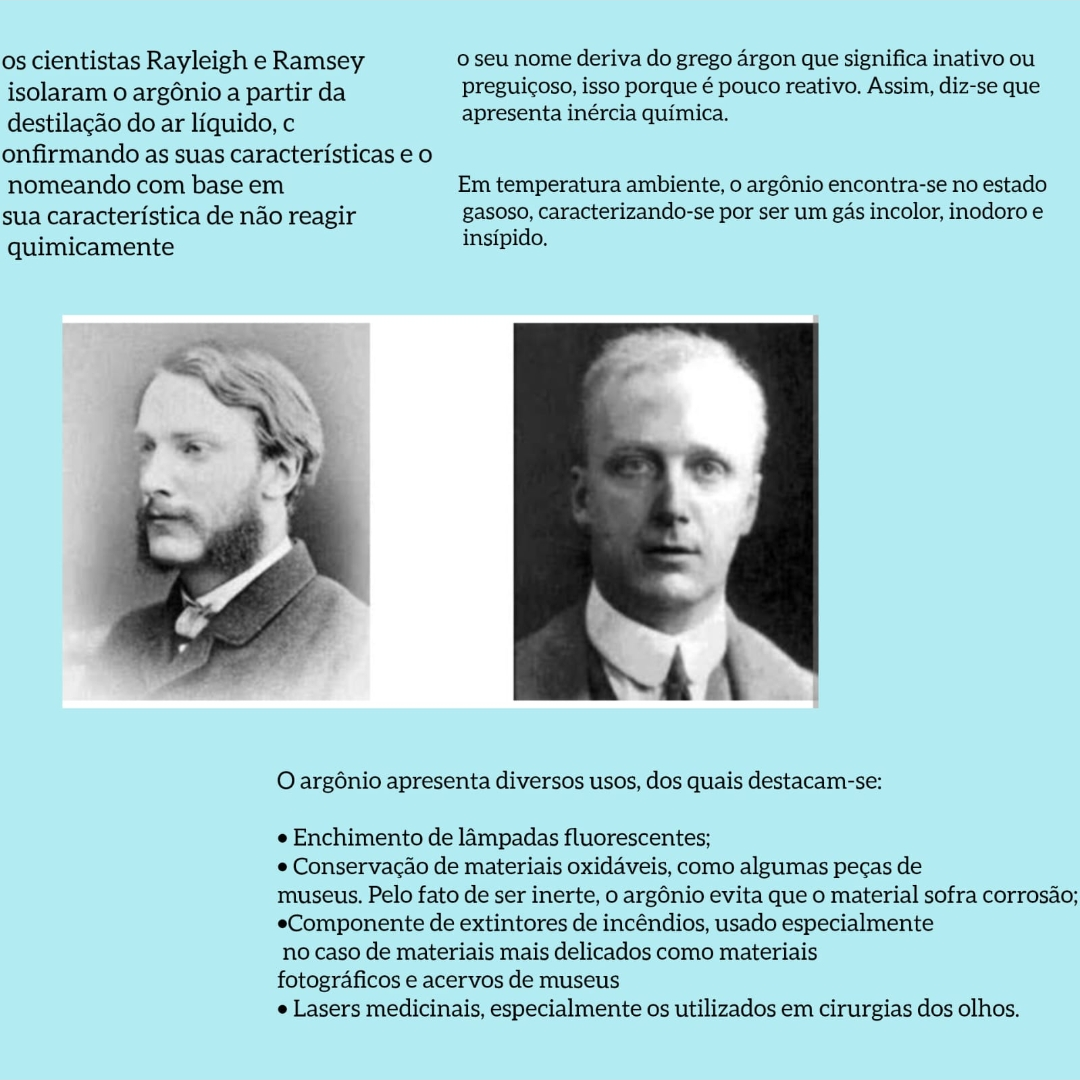 os cientistas Rayleigh e Ramsey
isolaram o argônio a partir da
destilação do ar líquido, c
onfirmando as suas características e o
nomeando com base em
sua característica de não reagir
quimicamente
o seu nome deriva do grego árgon que significa inativo ou
preguiçoso, isso porque é pouco reativo. Assim, diz-se que
apresenta inércia química.
Em temperatura ambiente, o argônio encontra-se no estado
gasoso, caracterizando-se por ser um gás incolor, inodoro e
insípido.
O argônio apresenta diversos usos, dos quais destacam-se:
• Enchimento de lâmpadas fluorescentes;
• Conservação de materiais oxidáveis, como algumas peças de
museus. Pelo fato de ser inerte, o argônio evita que o material sofra corrosão;
•Componente de extintores de incêndios, usado especialmente
no caso de materiais mais delicados como materiais
fotográficos e acervos de museus
• Lasers medicinais, especialmente os utilizados em cirurgias dos olhos.